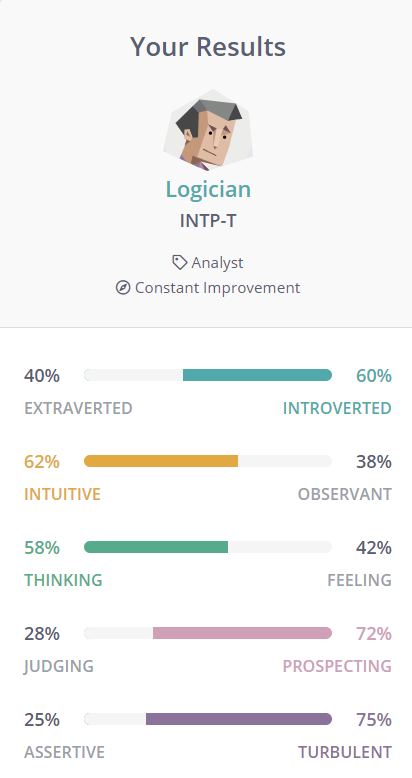 Your Results
Logician
INTP-T
Analyst
Constant Improvement
40% 60%
EXTRAVERTED INTROVERTED
62% 38%
INTUITIVE OBSERVANT
58% 42%
THINKING FEELING
28% 72%
JUDGING PROSPECTING
25% 75%
ASSERTIVE TURBULENT